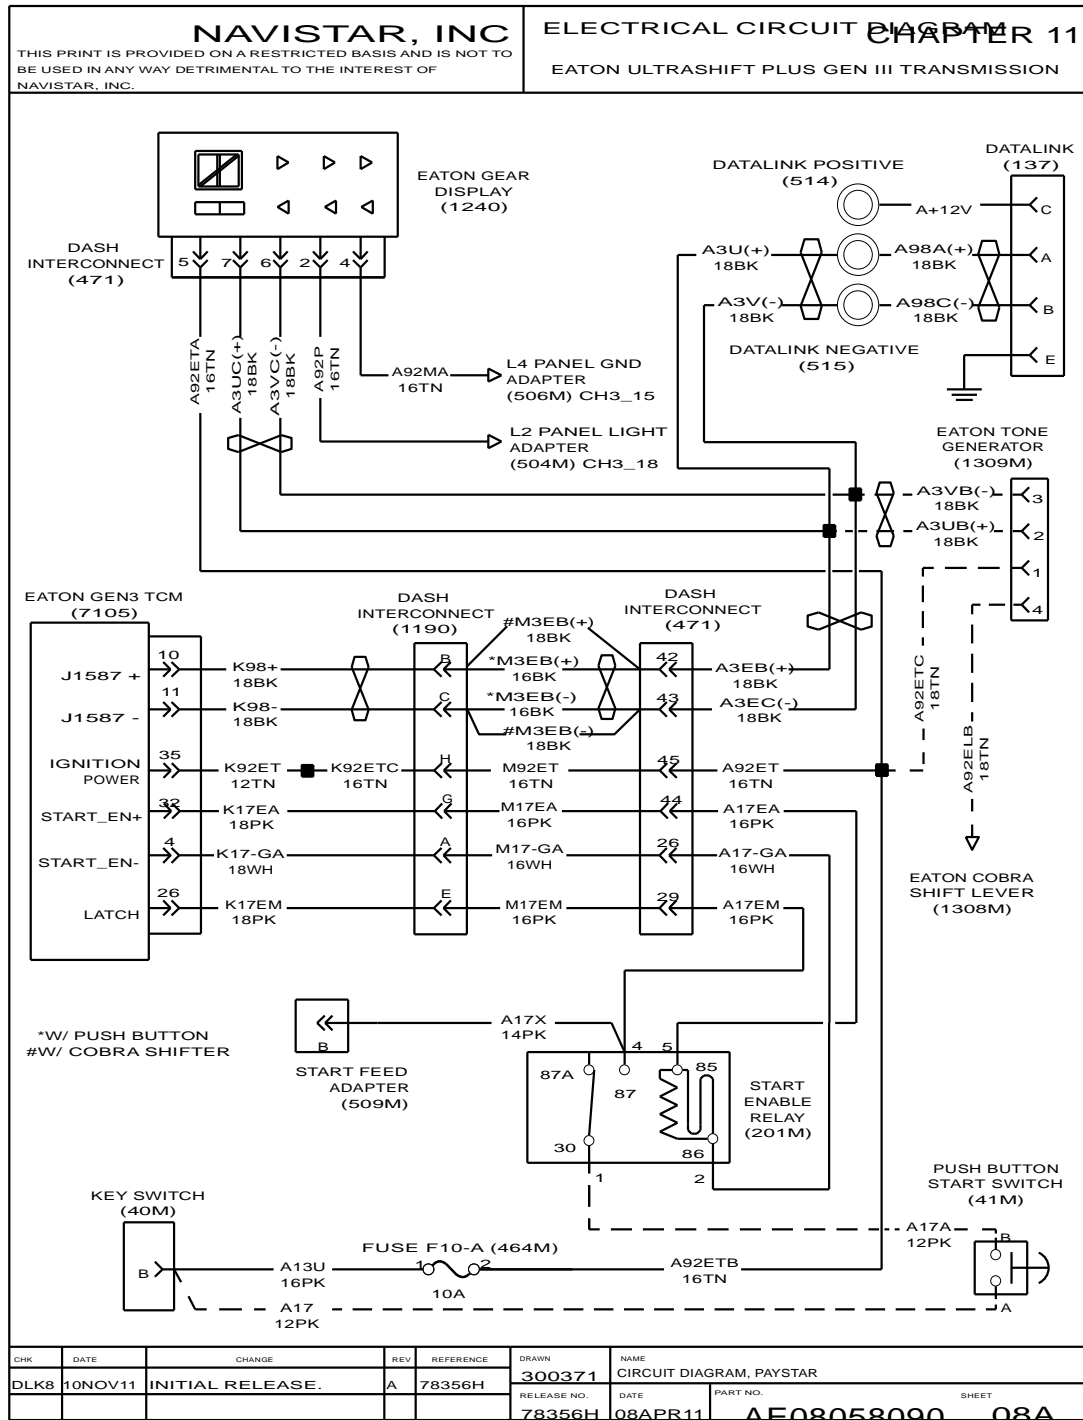 NAVISTAR, INC
THIS PRINT IS PROVIDED ON A RESTRICTED BASIS AND IS NOT TO
BE USED IN ANY WAY DETRIMENTAL TO THE INTEREST OF
NAVISTAR, INC.
ELECTRICAL CIRCUIT DIAGRAM
CHAPTER 11
EATON ULTRASHIFT PLUS GEN III TRANSMISSION
EATON GEAR
DISPLAY
(1240)
DASH
INTERCONNECT
(471)
5
7
6
2
4
A92ETA
16TN
A3UC(+)
18BK
A3VC(-)
18BK
A92P
16TN
A92MA
16TN
L4 PANEL GND
ADAPTER
(506M) CH3_15
L2 PANEL LIGHT
ADAPTER
(504M) CH3_18
DATALINK POSITIVE
(514)
DATALINK
(137)
A+12V
C
A3U(+)
18BK
A98A(+)
18BK
A
A3V(-)
18BK
A98C(-)
18BK
B
DATALINK NEGATIVE
(515)
E
EATON TONE
GENERATOR
(1309M)
A3VB(-)
18BK
3
A3UB(+)
18BK
2
1
4
A92ETC
18TN
A92ELB
18TN
EATON COBRA
SHIFT LEVER
(1308M)
EATON GEN3 TCM
(7105)
DASH
INTERCONNECT
(1190)
DASH
INTERCONNECT
(471)
#M3EB(+)
18BK
J1587 +
10
K98+
18BK
B
*M3EB(+)
16BK
42
A3EB(+)
18BK
J1587 -
11
K98-
18BK
C
*M3EB(-)
16BK
43
A3EC(-)
18BK
#M3EB(-)
18BK
IGNITION
POWER
35
K92ET
12TN
K92ETC
16TN
H
M92ET
16TN
45
A92ET
16TN
START_EN+
32
K17EA
18PK
G
M17EA
16PK
44
A17EA
16PK
START_EN-
4
K17-GA
18WH
A
M17-GA
16WH
26
A17-GA
16WH
LATCH
26
K17EM
18PK
E
M17EM
16PK
29
A17EM
16PK
*W/ PUSH BUTTON
#W/ COBRA SHIFTER
B
START FEED
ADAPTER
(509M)
A17X
14PK
4
5
87A
87
85
30
86
1
2
START
ENABLE
RELAY
(201M)
PUSH BUTTON
START SWITCH
(41M)
A17A
12PK
B
A
KEY SWITCH
(40M)
B
A13U
16PK
FUSE F10-A (464M)
1
2
10A
A92ETB
16TN
A17
12PK
CHK DATE CHANGE REV REFERENCE
DLK8 10NOV11 INITIAL RELEASE. A 78356H
DRAWN
300371
NAME
CIRCUIT DIAGRAM, PAYSTAR
RELEASE NO. DATE PART NO. SHEET
78356H 08APR11 AE08058090 08A